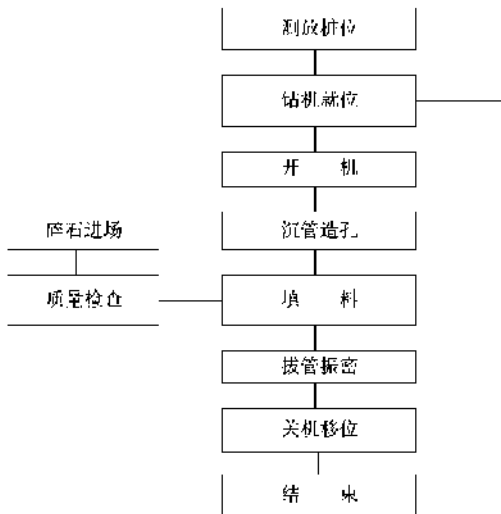 测放桩位
钻机就位
开 机
碎石进场
沉管造孔
质量检查
填 料
拔管振密
关机移位
结 束